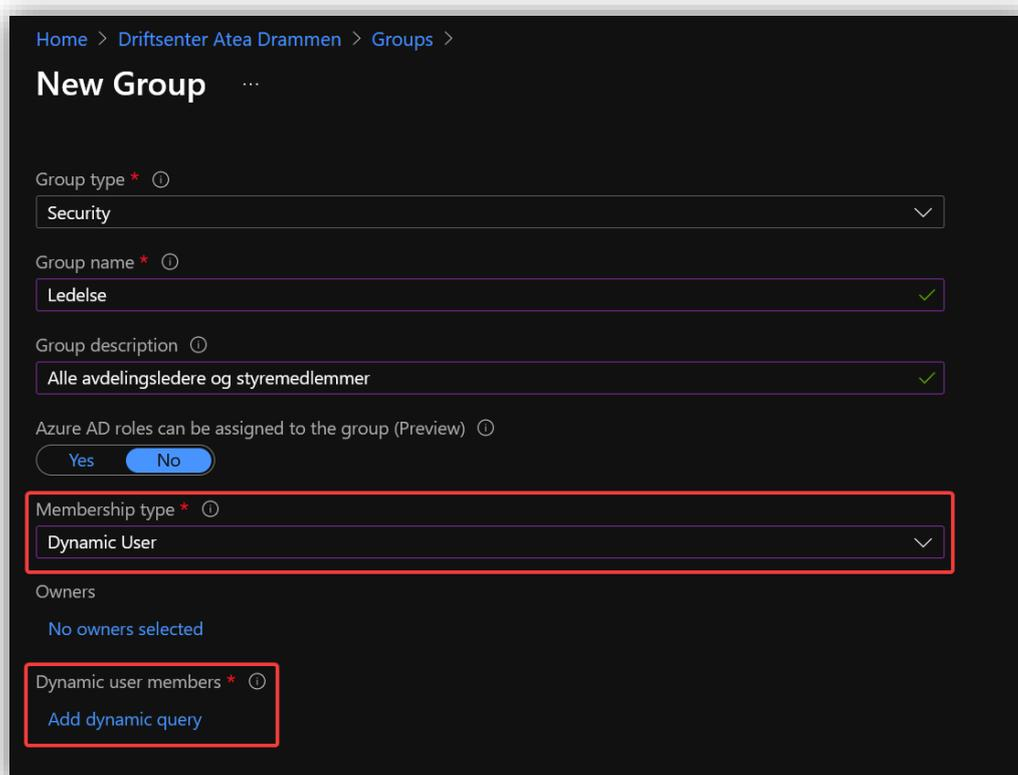 Home > Driftsenter Atea Drammen > Groups >
New Group ...
Group type *
Security
Group name *
Ledelse
Group description
Alle avdelingsledere og styremedlemmer
Azure AD roles can be assigned to the group (Preview)
Yes No
Membership type *
Dynamic User
Owners
No owners selected
Dynamic user members *
Add dynamic query